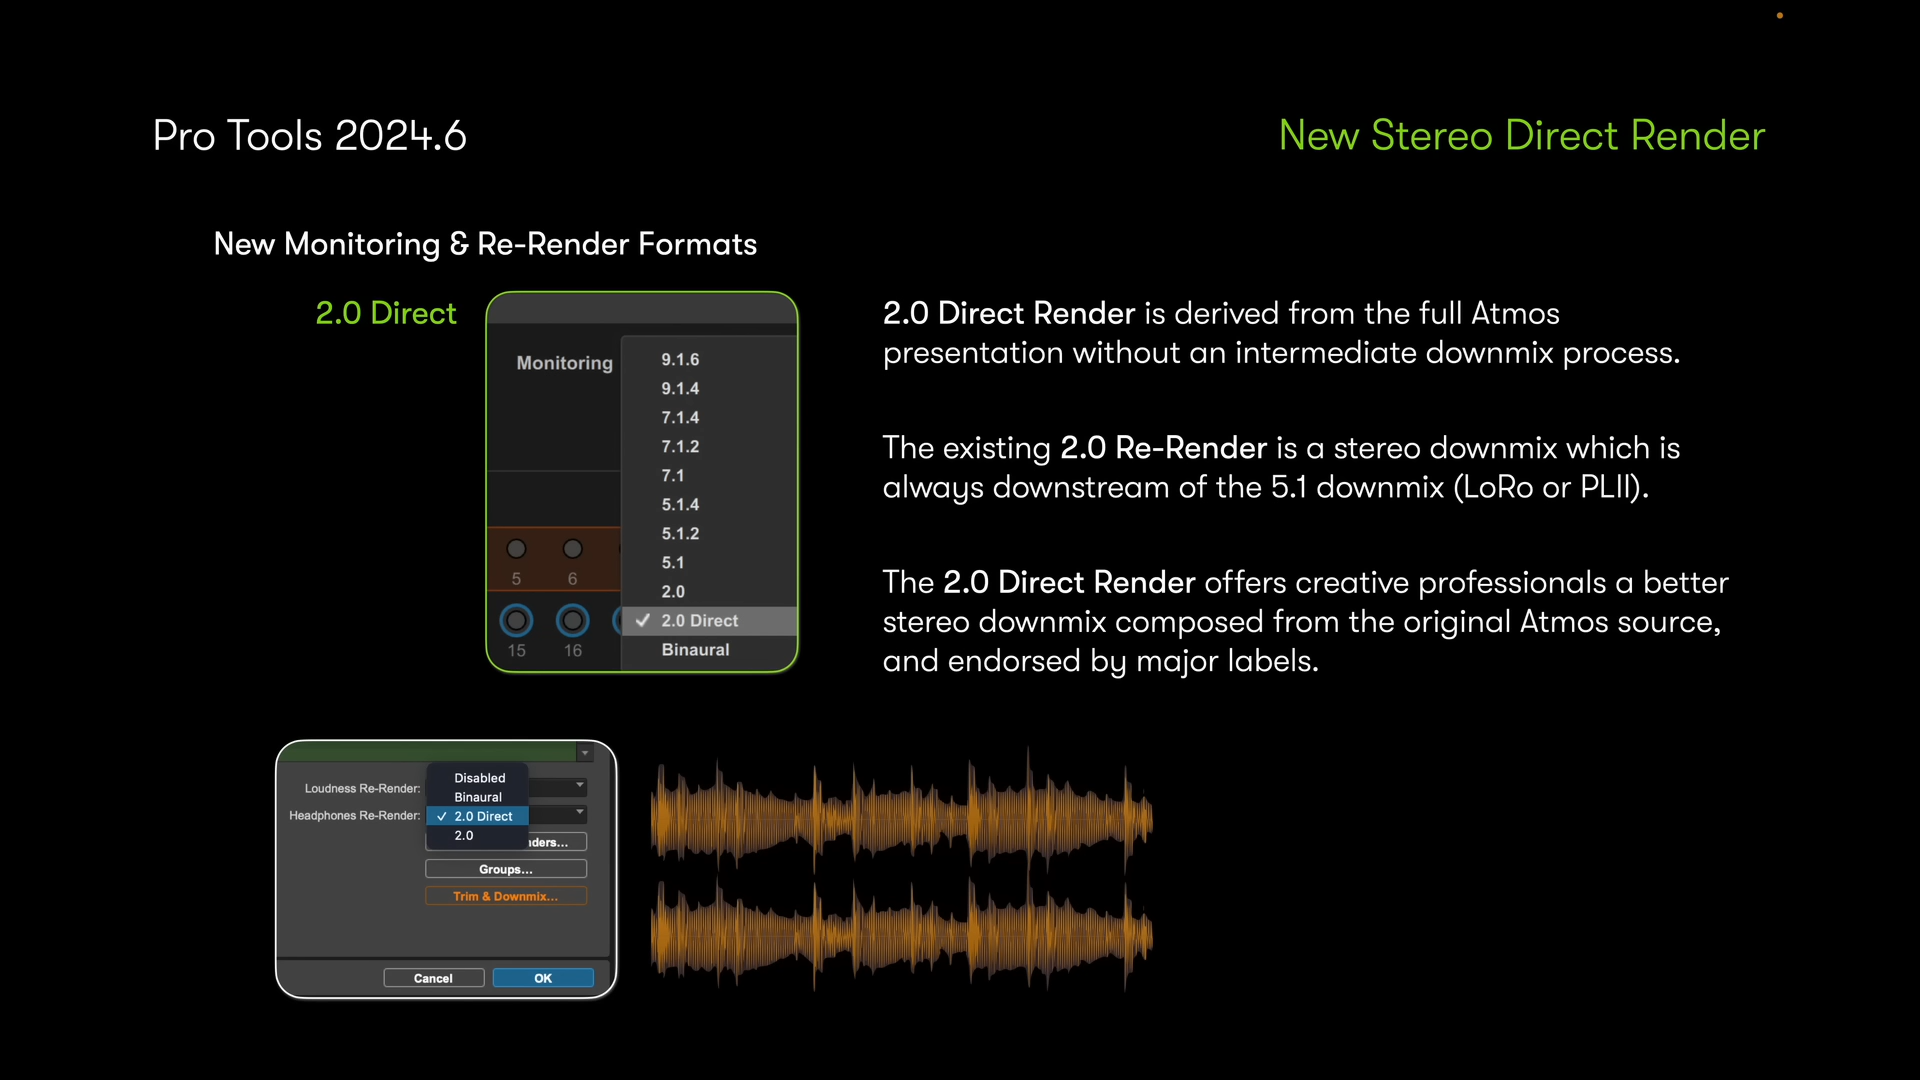 Pro Tools 2024.6
New Stereo Direct Render
New Monitoring & Re-Render Formats
2.0 Direct
Monitoring
9.1.6
9.1.4
7.1.4
7.1.2
7.1
5.1.4
5.1.2
5.1
2.0
✓ 2.0 Direct
Binaural
5 6
15 16
2.0 Direct Render is derived from the full Atmos
presentation without an intermediate downmix process.
The existing 2.0 Re-Render is a stereo downmix which is
always downstream of the 5.1 downmix (LoRo or PLII).
The 2.0 Direct Render offers creative professionals a better
stereo downmix composed from the original Atmos source,
and endorsed by major labels.
Loudness Re-Render:
Headphones Re-Render:
Disabled
Binaural
✓ 2.0 Direct
2.0
nders...
Groups...
Trim & Downmix...
Cancel
OK